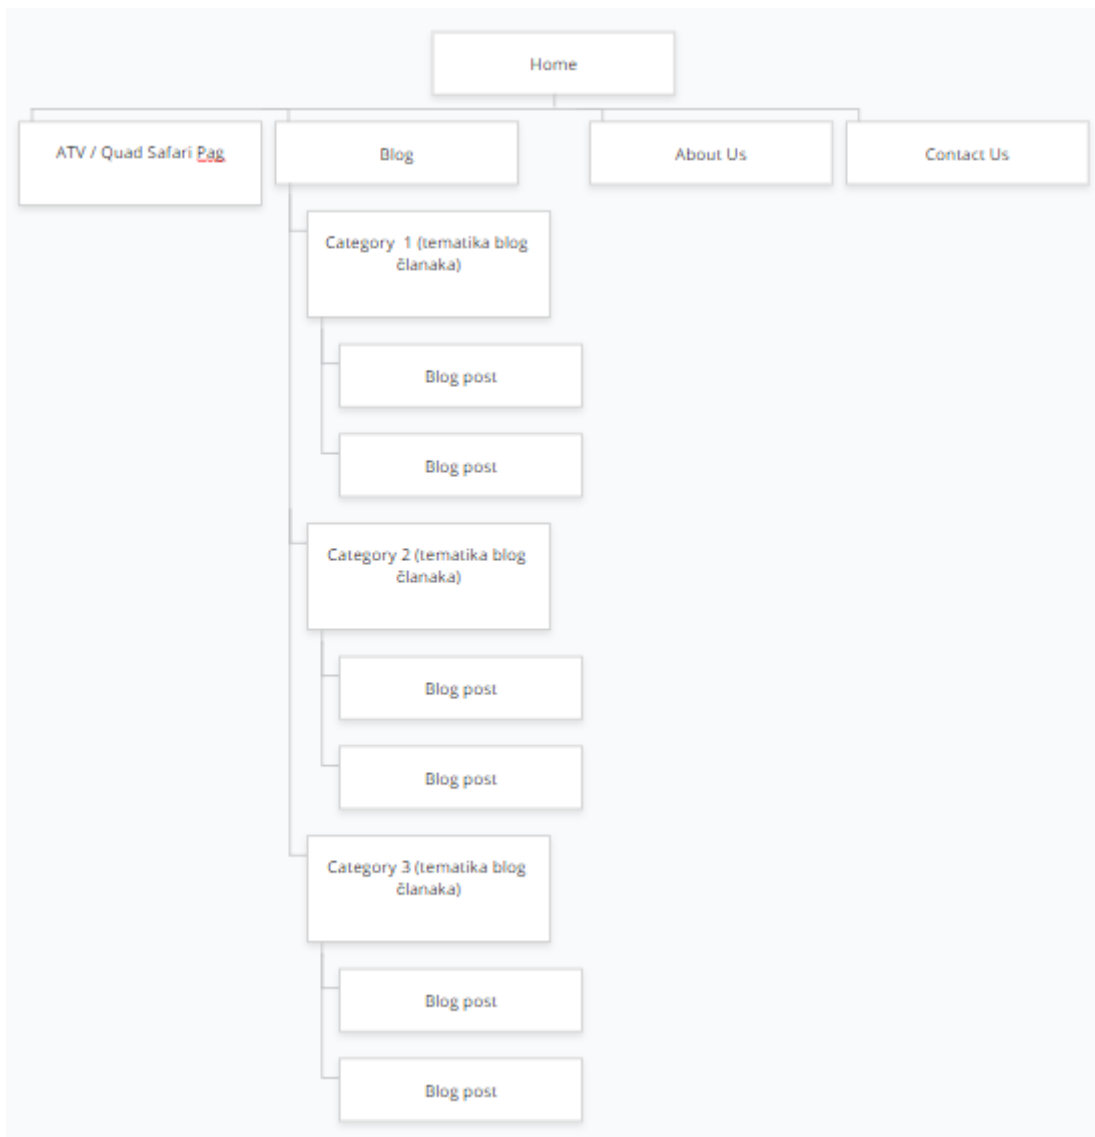 Home
ATV / Quad Safari Pag
Blog
About Us
Contact Us
Category 1 (tematika blog
članaka)
Blog post
Blog post
Category 2 (tematika blog
članaka)
Blog post
Blog post
Category 3 (tematika blog
članaka)
Blog post
Blog post